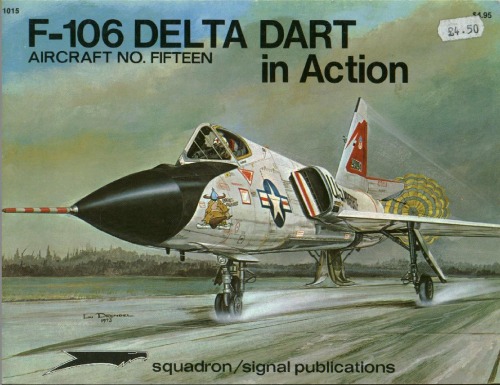 1015
$4.95
£4.50
F-106 DELTA DART
AIRCRAFT NO. FIFTEEN
in Action
squadron/signal publications